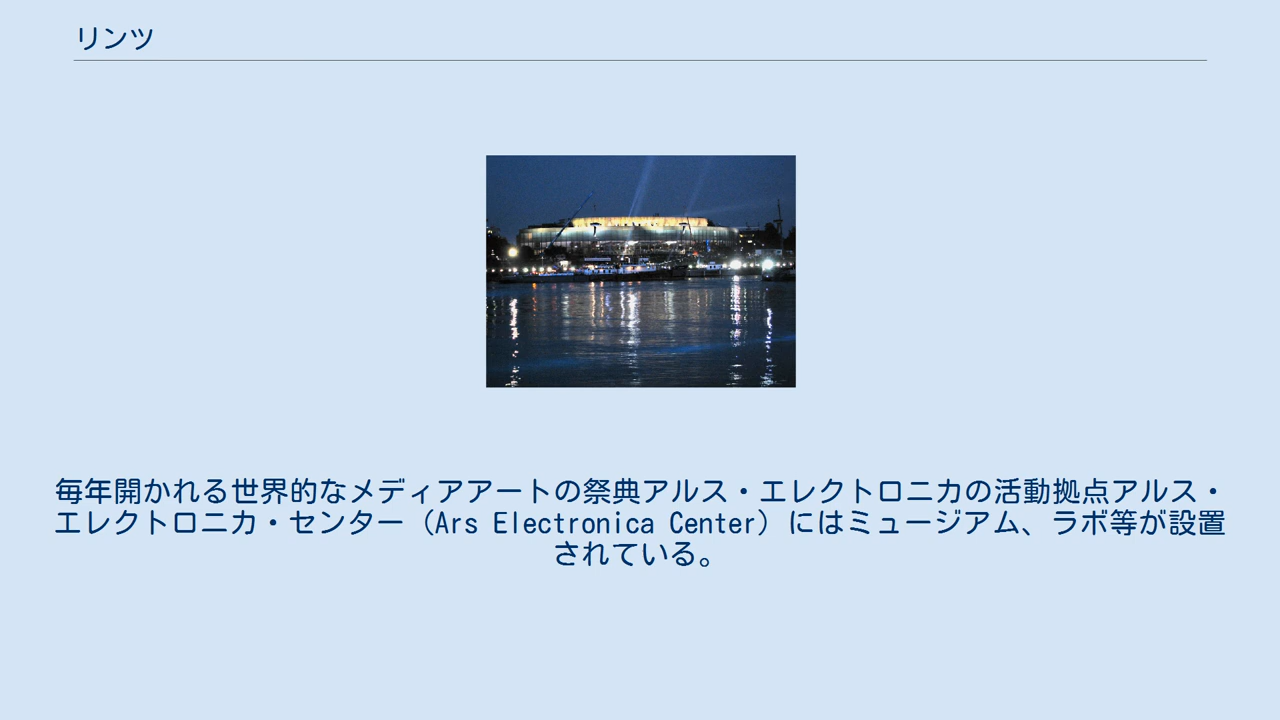 リンツ
毎年開かれる世界的なメディアアートの祭典アルス・エレクトロニカの活動拠点アルス・
エレクトロニカ・センター（Ars Electronica Center）にはミュージアム、ラボ等が設置
されている。